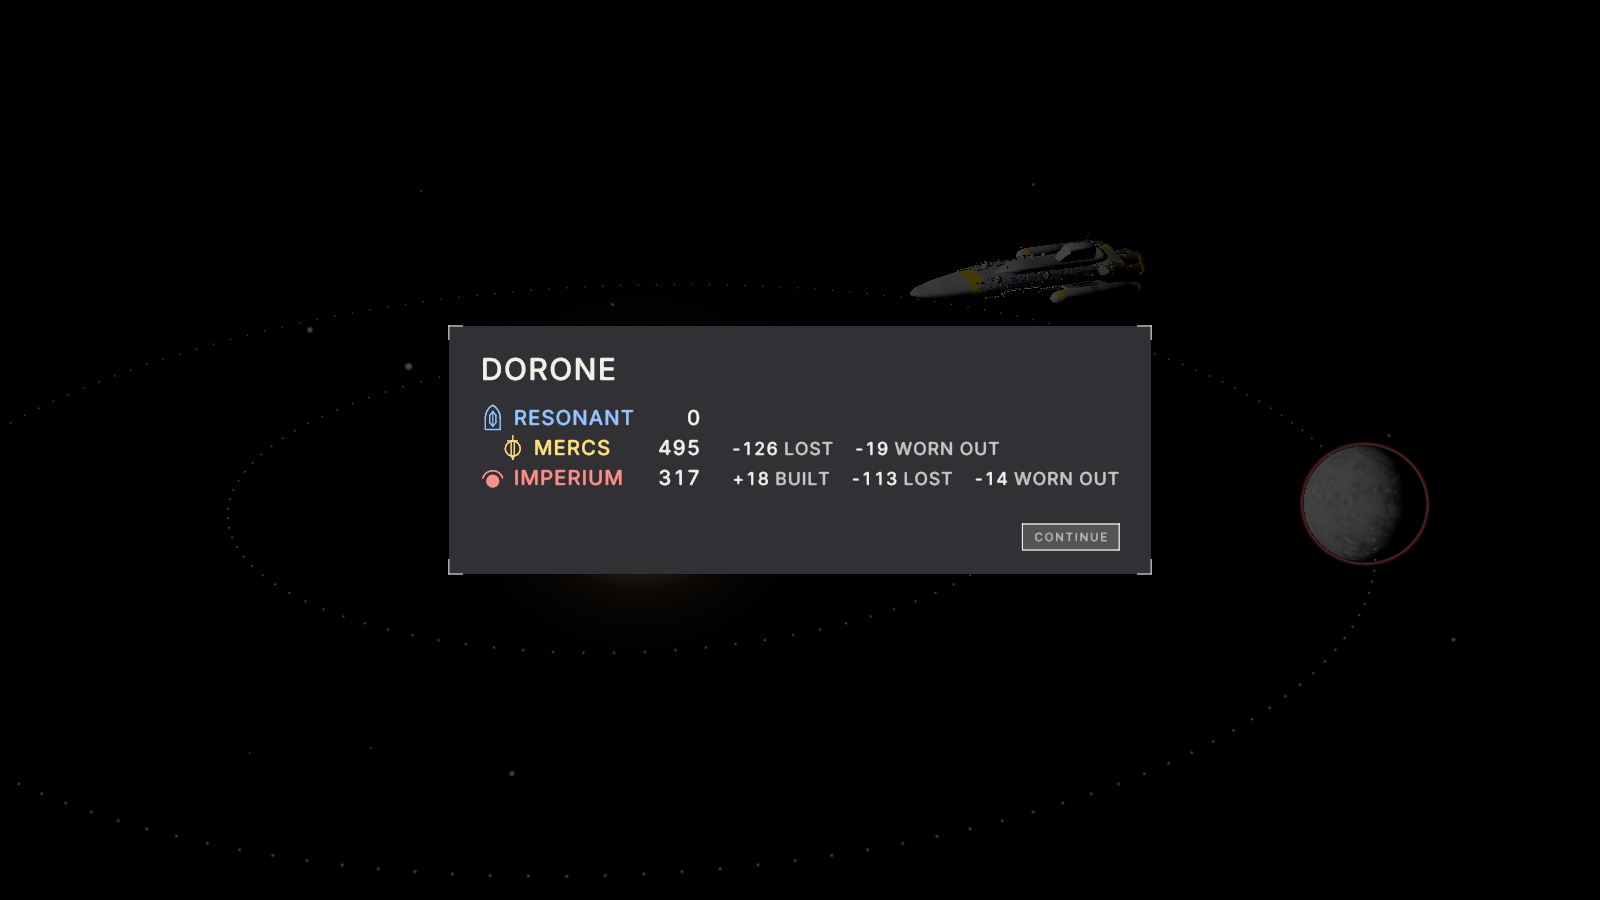 DORONE
RESONANT 0
MERCS 495 -126 LOST -19 WORN OUT
IMPERIUM 317 +18 BUILT -113 LOST -14 WORN OUT
CONTINUE